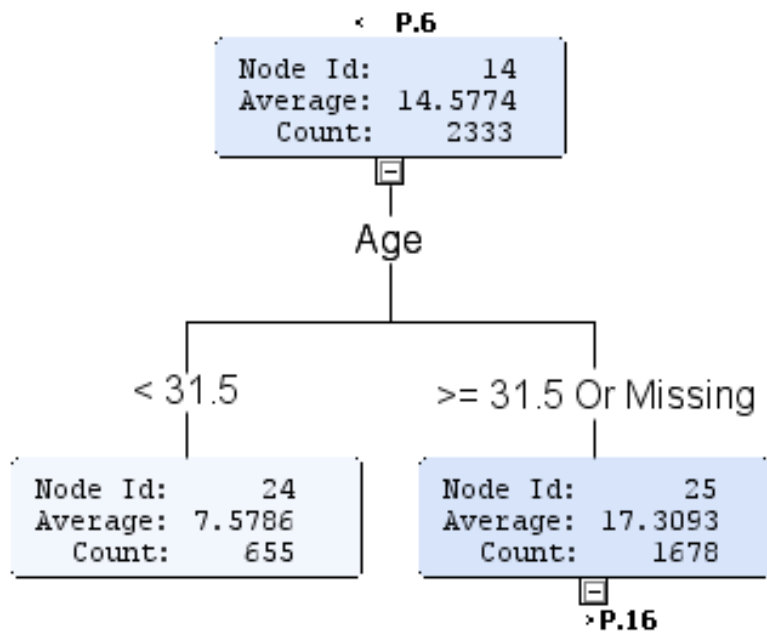 < P.6
Node Id: 14
Average: 14.5774
Count: 2333
Age
< 31.5
>= 31.5 Or Missing
Node Id: 24
Average: 7.5786
Count: 655
Node Id: 25
Average: 17.3093
Count: 1678
>P.16